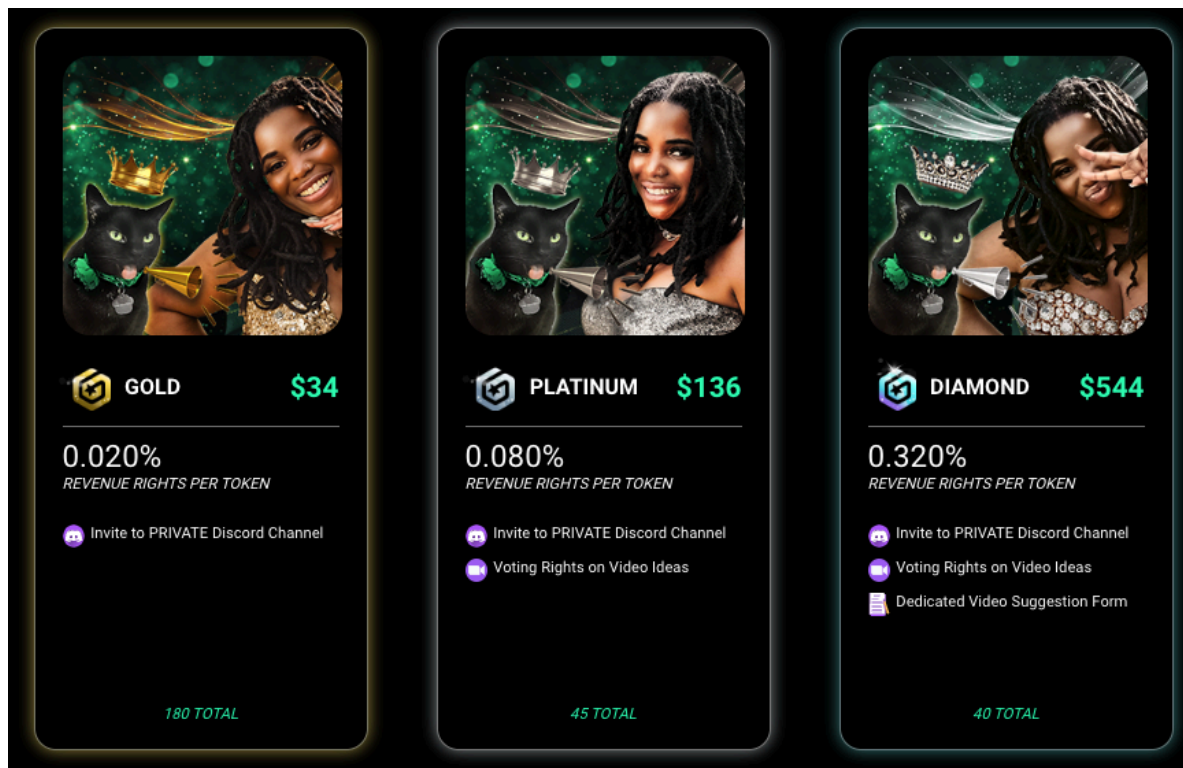 GOLD $34
0.020%
REVENUE RIGHTS PER TOKEN
Invite to PRIVATE Discord Channel
180 TOTAL
PLATINUM $136
0.080%
REVENUE RIGHTS PER TOKEN
Invite to PRIVATE Discord Channel
Voting Rights on Video Ideas
45 TOTAL
DIAMOND $544
0.320%
REVENUE RIGHTS PER TOKEN
Invite to PRIVATE Discord Channel
Voting Rights on Video Ideas
Dedicated Video Suggestion Form
40 TOTAL